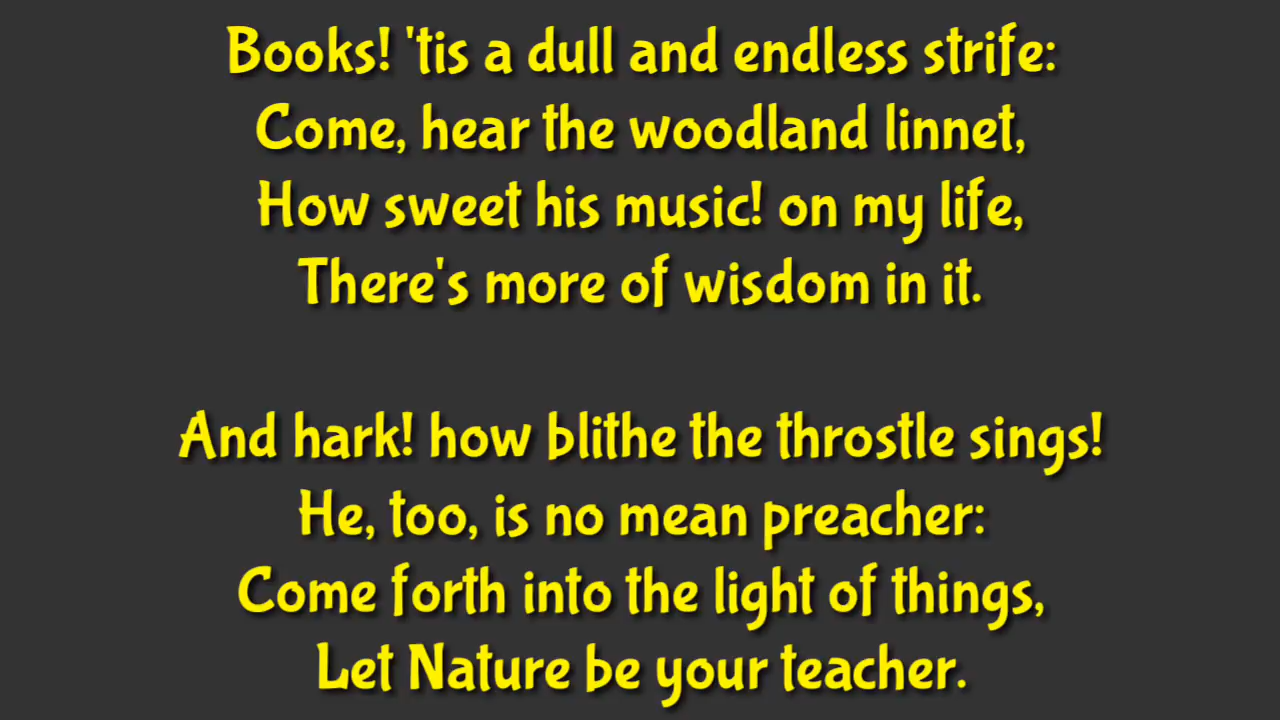 Books! 'tis a dull and endless strife:
Come, hear the woodland linnet,
How sweet his music! on my life,
There's more of wisdom in it.
And hark! how blithe the throstle sings!
He, too, is no mean preacher:
Come forth into the light of things,
Let Nature be your teacher.